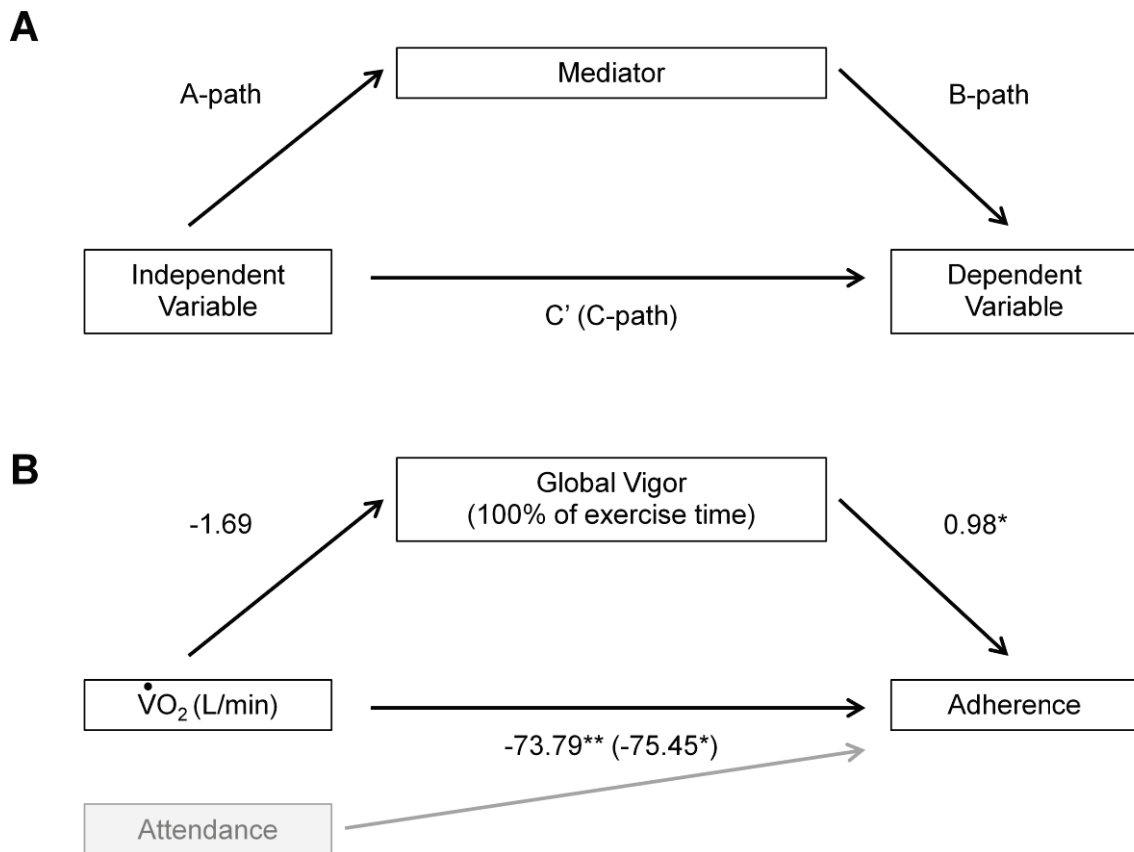 A
Mediator
A-path
B-path
Independent
Variable
Dependent
Variable
C’ (C-path)
B
Global Vigor
(100% of exercise time)
-1.69
0.98*
V̇O₂ (L/min)
Adherence
-73.79** (-75.45*)
Attendance